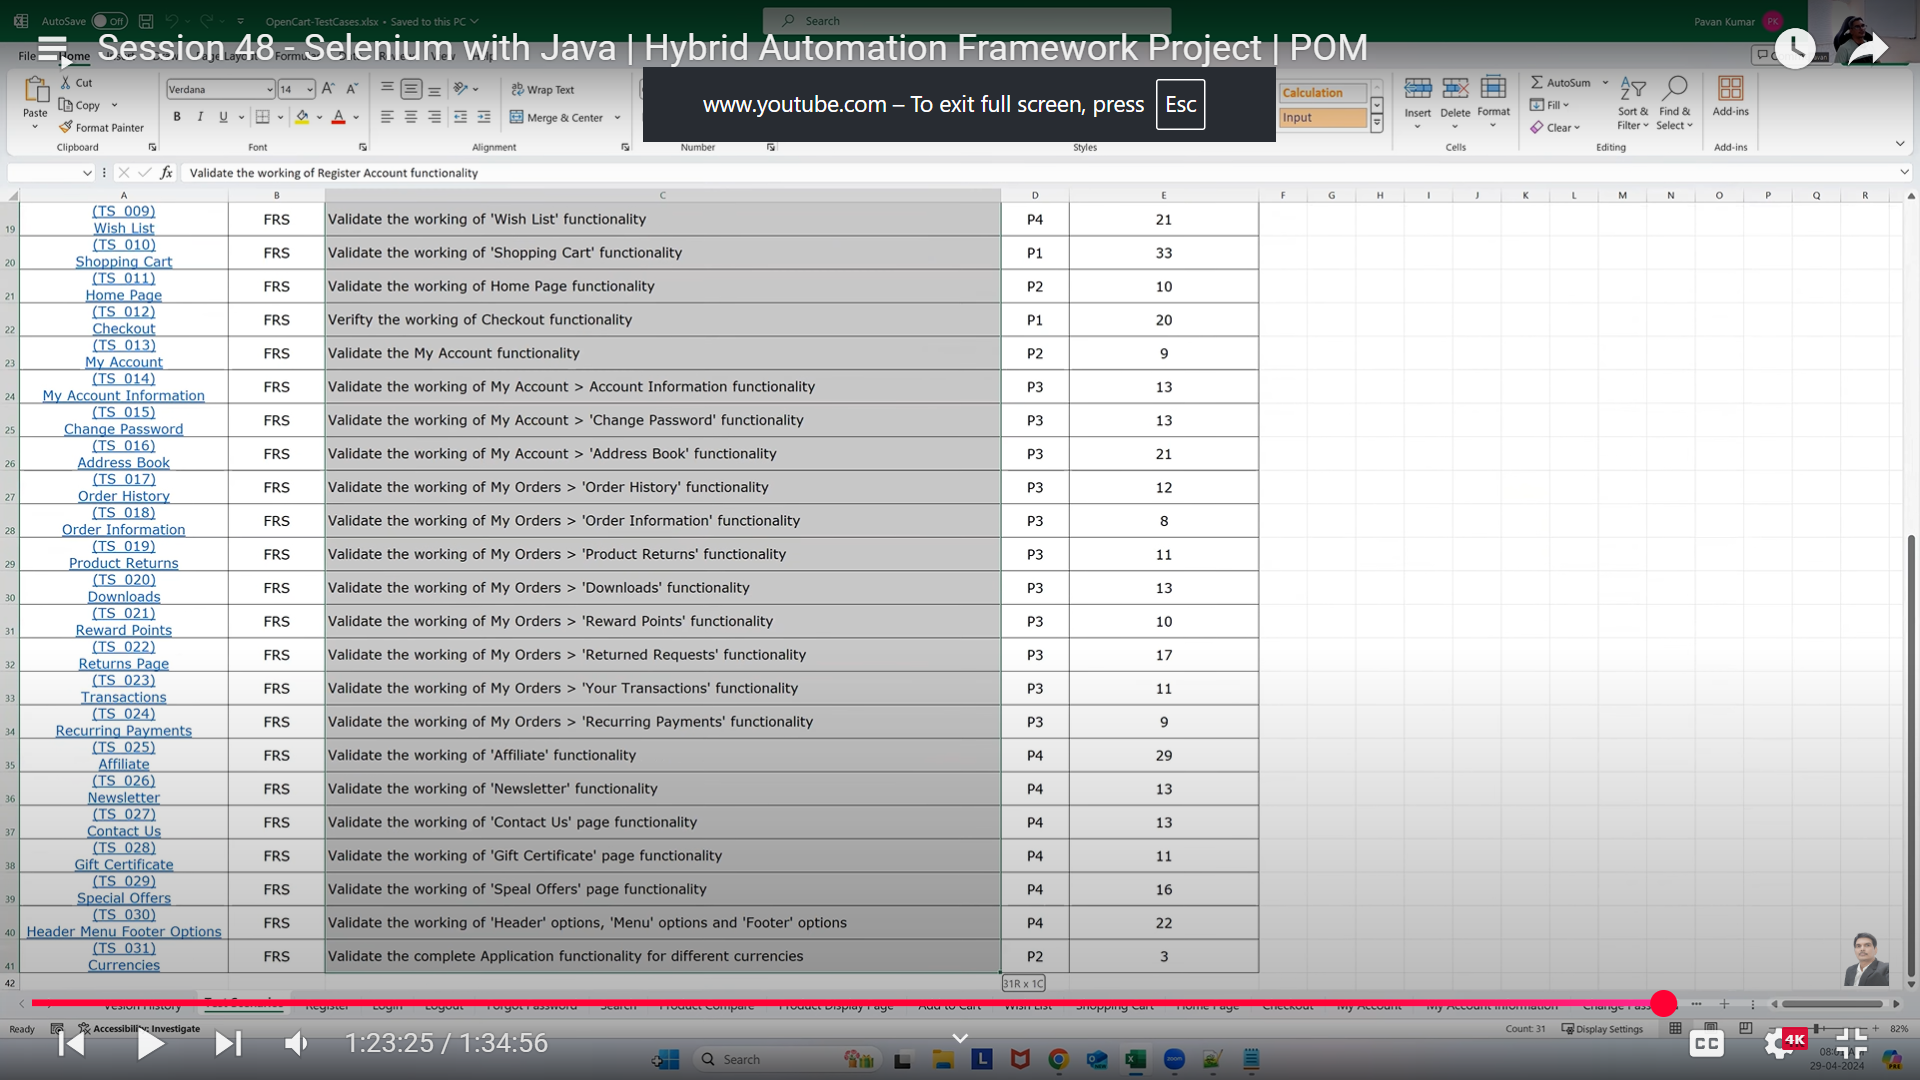 AutoSave Off OpenCart-TestCases.xlsx • Saved to this PC Search Pavan Kumar PK
Session 48 - Selenium with Java | Hybrid Automation Framework Project | POM
File Home
www.youtube.com – To exit full screen, press Esc
Paste Cut Copy Format Painter Clipboard
Verdana 14 B I U Font
Wrap Text Merge & Center Alignment
Number
Calculation Input Styles
Insert Delete Format Cells
AutoSum Fill Clear Sort & Filter Find & Select Editing
Add-ins Add-ins
fx Validate the working of Register Account functionality
A B C D E F G H I J K L M N O P Q R
19 (TS_009) Wish List FRS Validate the working of 'Wish List' functionality P4 21
20 (TS_010) Shopping Cart FRS Validate the working of 'Shopping Cart' functionality P1 33
21 (TS_011) Home Page FRS Validate the working of Home Page functionality P2 10
22 (TS_012) Checkout FRS Verifty the working of Checkout functionality P1 20
23 (TS_013) My Account FRS Validate the My Account functionality P2 9
24 (TS_014) My Account Information FRS Validate the working of My Account > Account Information functionality P3 13
25 (TS_015) Change Password FRS Validate the working of My Account > 'Change Password' functionality P3 13
26 (TS_016) Address Book FRS Validate the working of My Account > 'Address Book' functionality P3 21
27 (TS_017) Order History FRS Validate the working of My Orders > 'Order History' functionality P3 12
28 (TS_018) Order Information FRS Validate the working of My Orders > 'Order Information' functionality P3 8
29 (TS_019) Product Returns FRS Validate the working of My Orders > 'Product Returns' functionality P3 11
30 (TS_020) Downloads FRS Validate the working of My Orders > 'Downloads' functionality P3 13
31 (TS_021) Reward Points FRS Validate the working of My Orders > 'Reward Points' functionality P3 10
32 (TS_022) Returns Page FRS Validate the working of My Orders > 'Returned Requests' functionality P3 17
33 (TS_023) Transactions FRS Validate the working of My Orders > 'Your Transactions' functionality P3 11
34 (TS_024) Recurring Payments FRS Validate the working of My Orders > 'Recurring Payments' functionality P3 9
35 (TS_025) Affiliate FRS Validate the working of 'Affiliate' functionality P4 29
36 (TS_026) Newsletter FRS Validate the working of 'Newsletter' functionality P4 13
37 (TS_027) Contact Us FRS Validate the working of 'Contact Us' page functionality P4 13
38 (TS_028) Gift Certificate FRS Validate the working of 'Gift Certificate' page functionality P4 11
39 (TS_029) Special Offers FRS Validate the working of 'Speal Offers' page functionality P4 16
40 (TS_030) Header Menu Footer Options FRS Validate the working of 'Header' options, 'Menu' options and 'Footer' options P4 22
41 (TS_031) Currencies FRS Validate the complete Application functionality for different currencies P2 3
42 31R x 1C
Ready Accessibility: Investigate Count: 31 Display Settings 82%
1:23:25 / 1:34:56 CC 4K
Search
29-04-2024